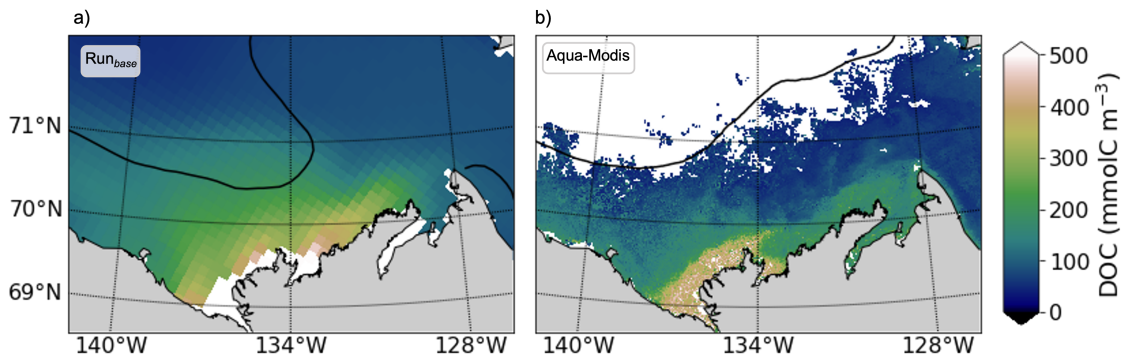 a)
b)
Run_base
Aqua-Modis
71°N
70°N
69°N
140°W
134°W
128°W
140°W
134°W
128°W
500
400
300
200
100
0
DOC (mmolC m⁻³)